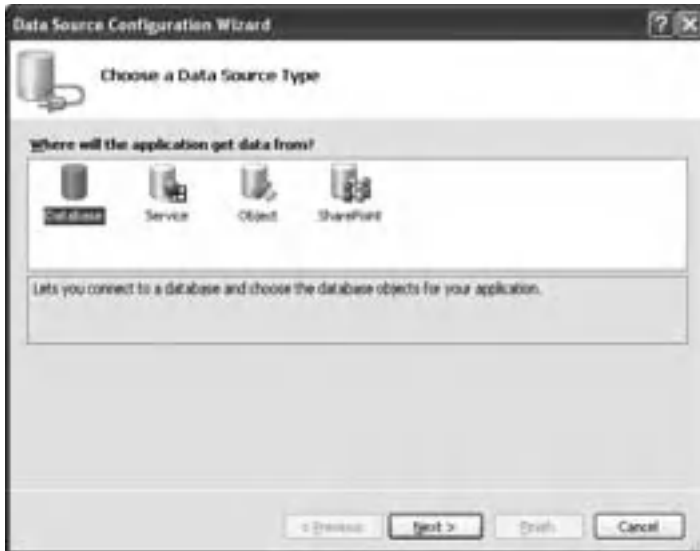 Data Source Configuration Wizard
Choose a Data Source Type
Where will the application get data from?
Database Service Object SharePoint
Lets you connect to a database and choose the database objects for your application.
< Previous Next > Finish Cancel